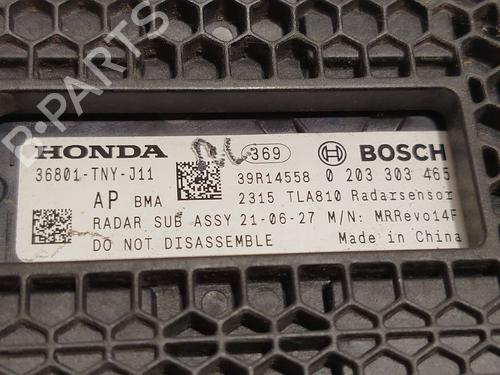 HONDA 369 BOSCH
36801-TNY-J11 39R14558 0 203 303 465
AP BMA 2315 TLA810 Radarsensor
RADAR SUB ASSY 21-06-27 M/N: MRRevo14F
DO NOT DISASSEMBLE Made in China
D-PARTS